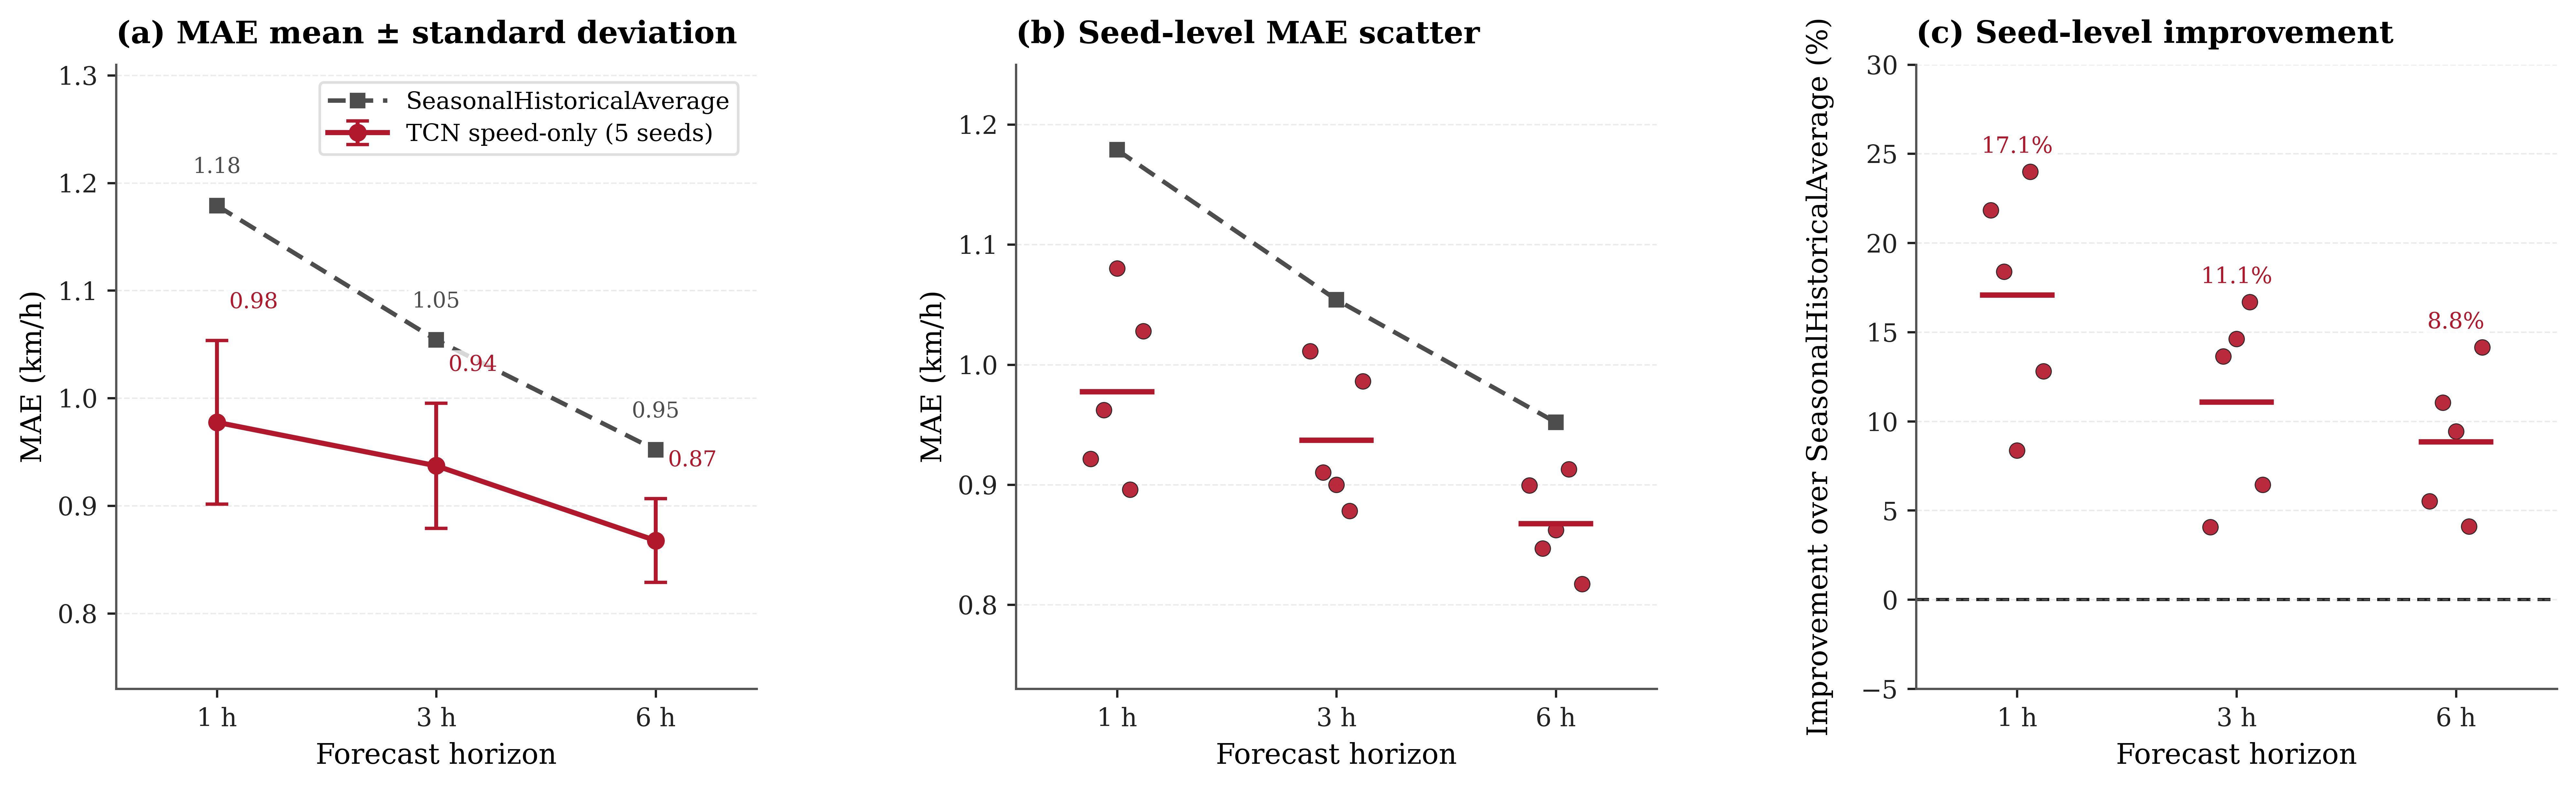 (a) MAE mean ± standard deviation
MAE (km/h)
1.3
1.2
1.1
1.0
0.9
0.8
SeasonalHistoricalAverage
TCN speed-only (5 seeds)
1.18
0.98
1.05
0.94
0.95
0.87
1 h
3 h
6 h
Forecast horizon
(b) Seed-level MAE scatter
MAE (km/h)
1.2
1.1
1.0
0.9
0.8
1 h
3 h
6 h
Forecast horizon
(c) Seed-level improvement
Improvement over SeasonalHistoricalAverage (%)
30
25
20
15
10
5
0
−5
17.1%
11.1%
8.8%
1 h
3 h
6 h
Forecast horizon